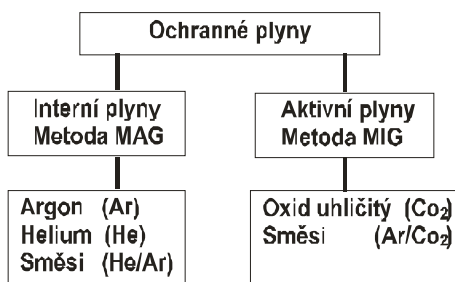 Ochranné plyny
Interní plyny
Metoda MAG
Aktivní plyny
Metoda MIG
Argon (Ar)
Helium (He)
Směsi (He/Ar)
Oxid uhličitý (Co₂)
Směsi (Ar/Co₂)